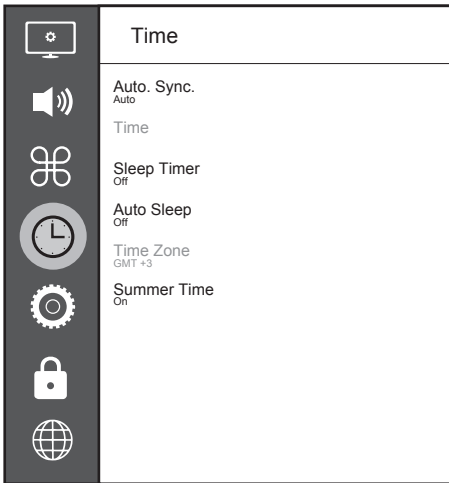 Time
Auto. Sync.
Auto
Time
Sleep Timer
Off
Auto Sleep
Off
Time Zone
GMT +3
Summer Time
On